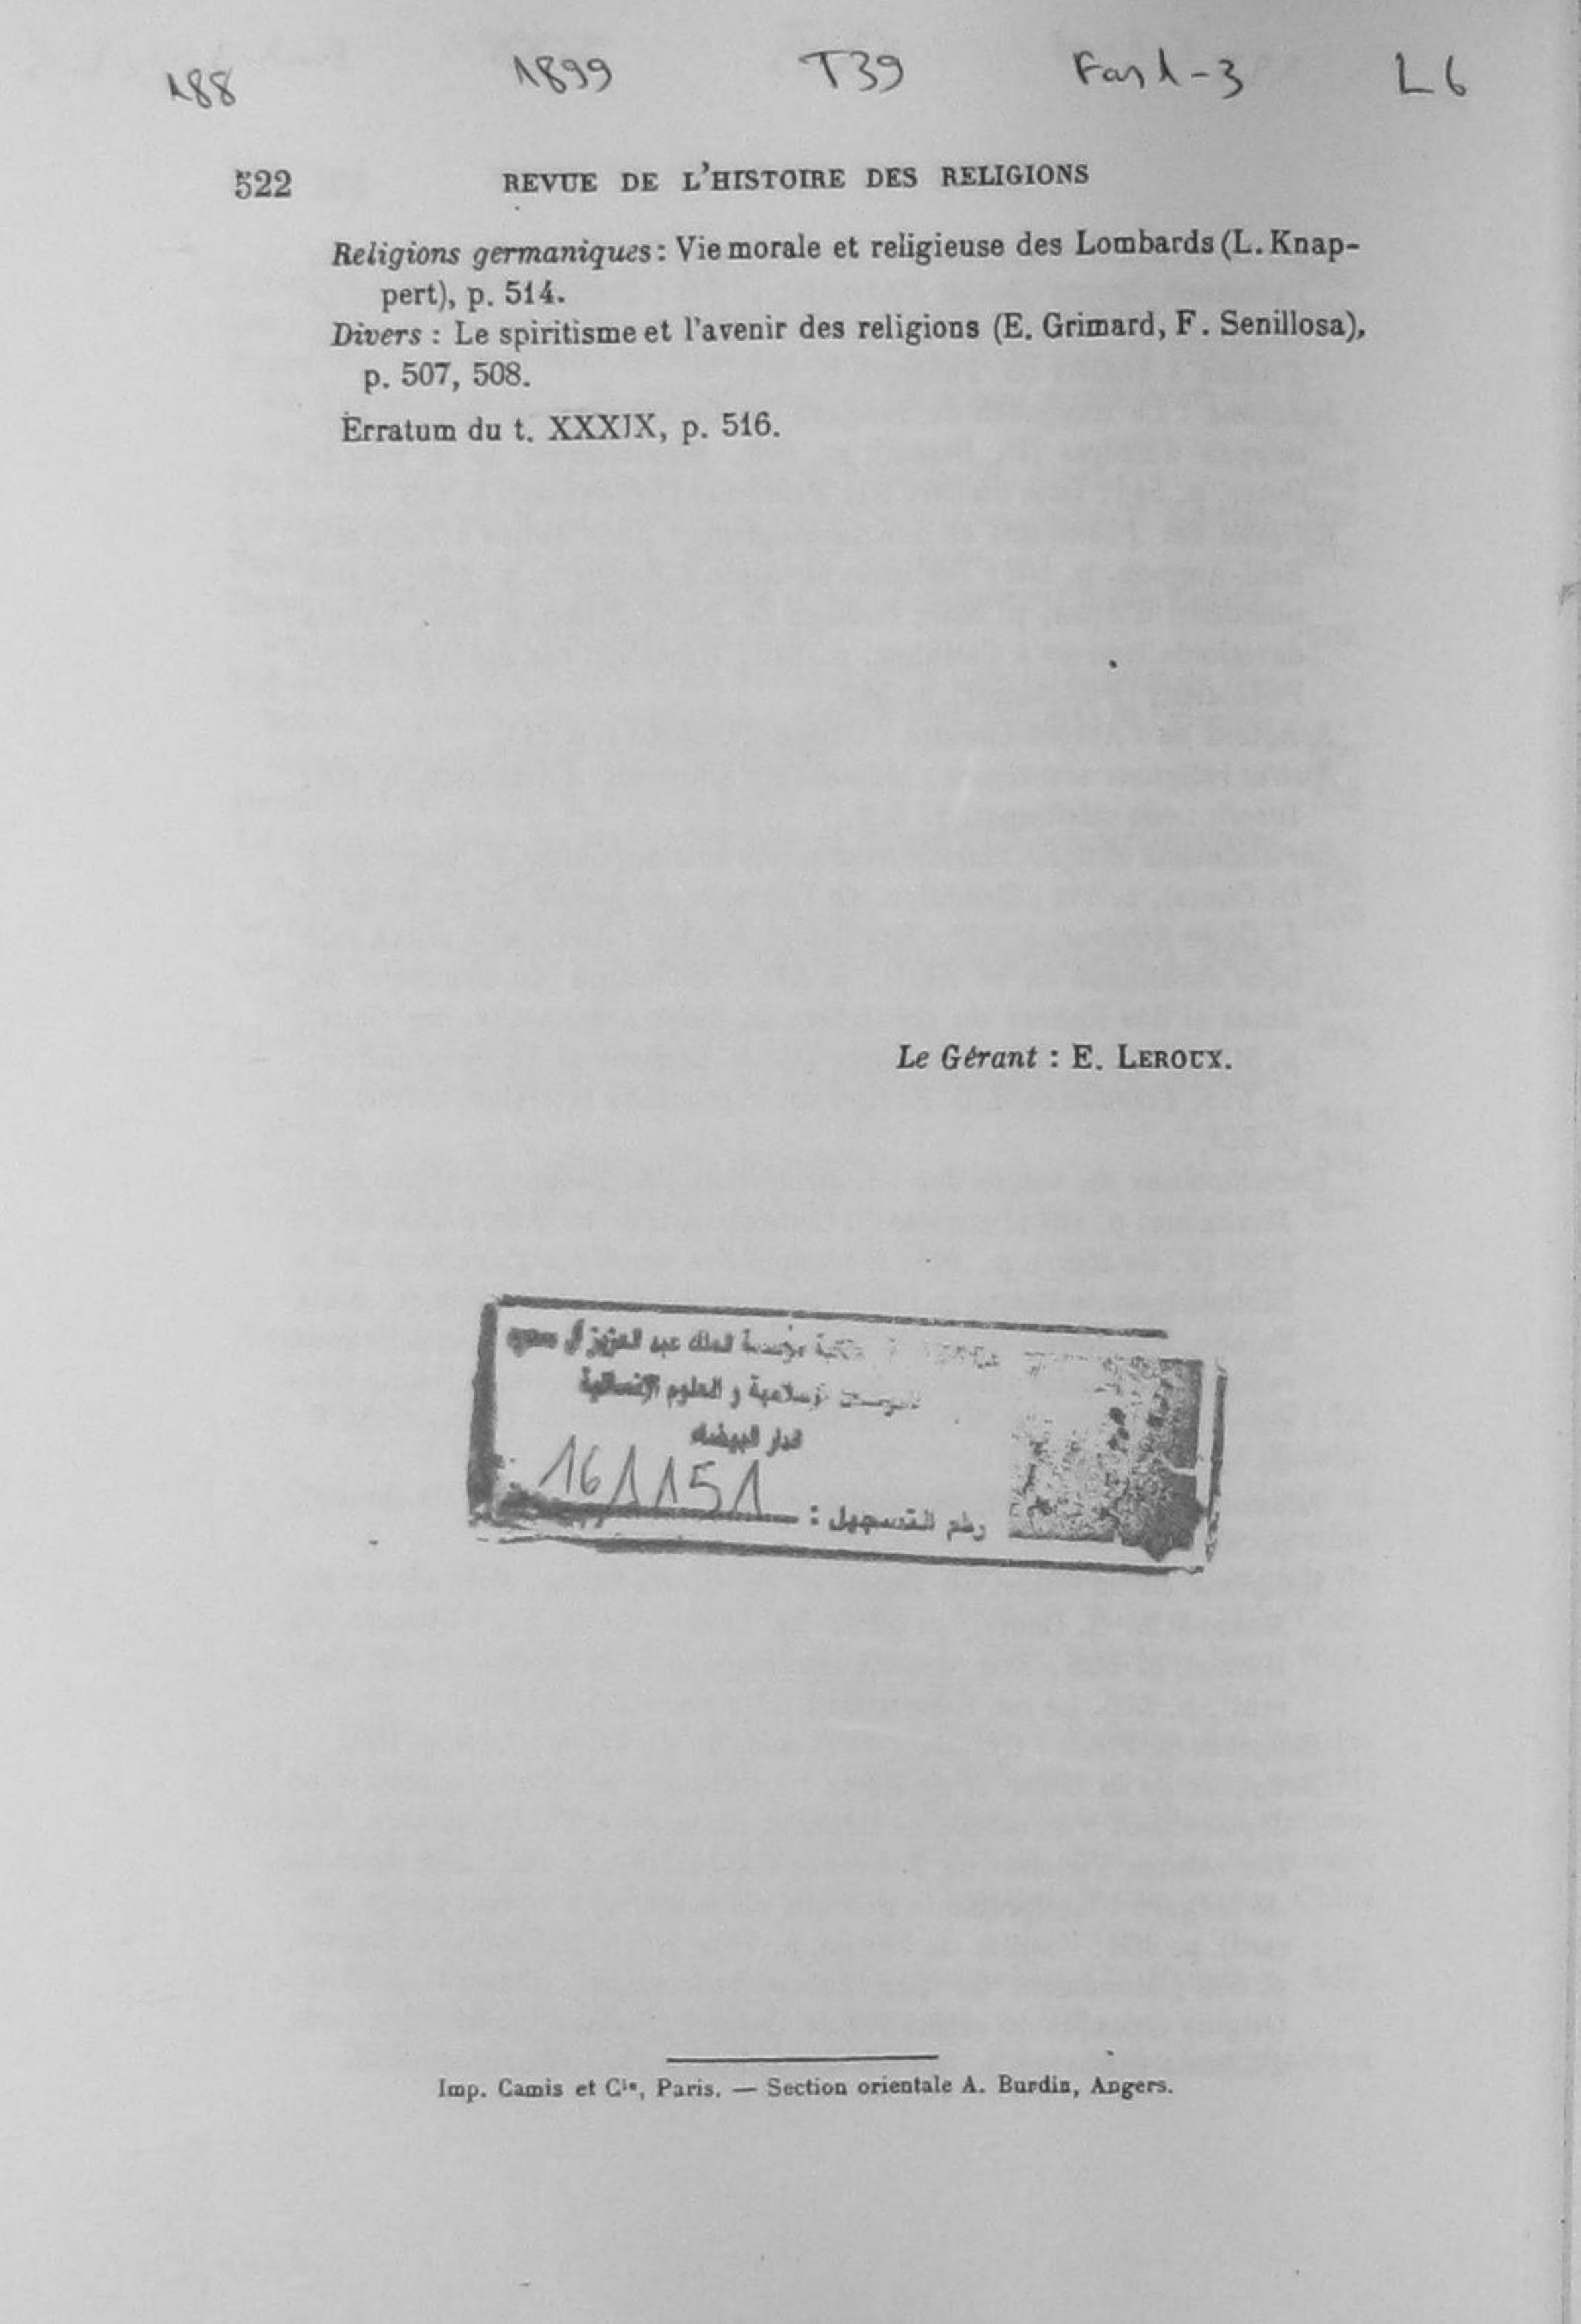 188 1899 T39 Fas 1-3 L6
522 REVUE DE L'HISTOIRE DES RELIGIONS
Religions germaniques : Vie morale et religieuse des Lombards (L. Knap-
pert), p. 514.
Divers : Le spiritisme et l'avenir des religions (E. Grimard, F. Senillosa),
p. 507, 508.
Erratum du t. XXXIX, p. 516.
Le Gérant : E. LEROUX.
مؤسسة الملك عبد العزيز آل سعود
و العلوم الإنسانية
الدار البيضاء
رقم التسجيل : 161151
Imp. Camis et Cie, Paris. — Section orientale A. Burdin, Angers.